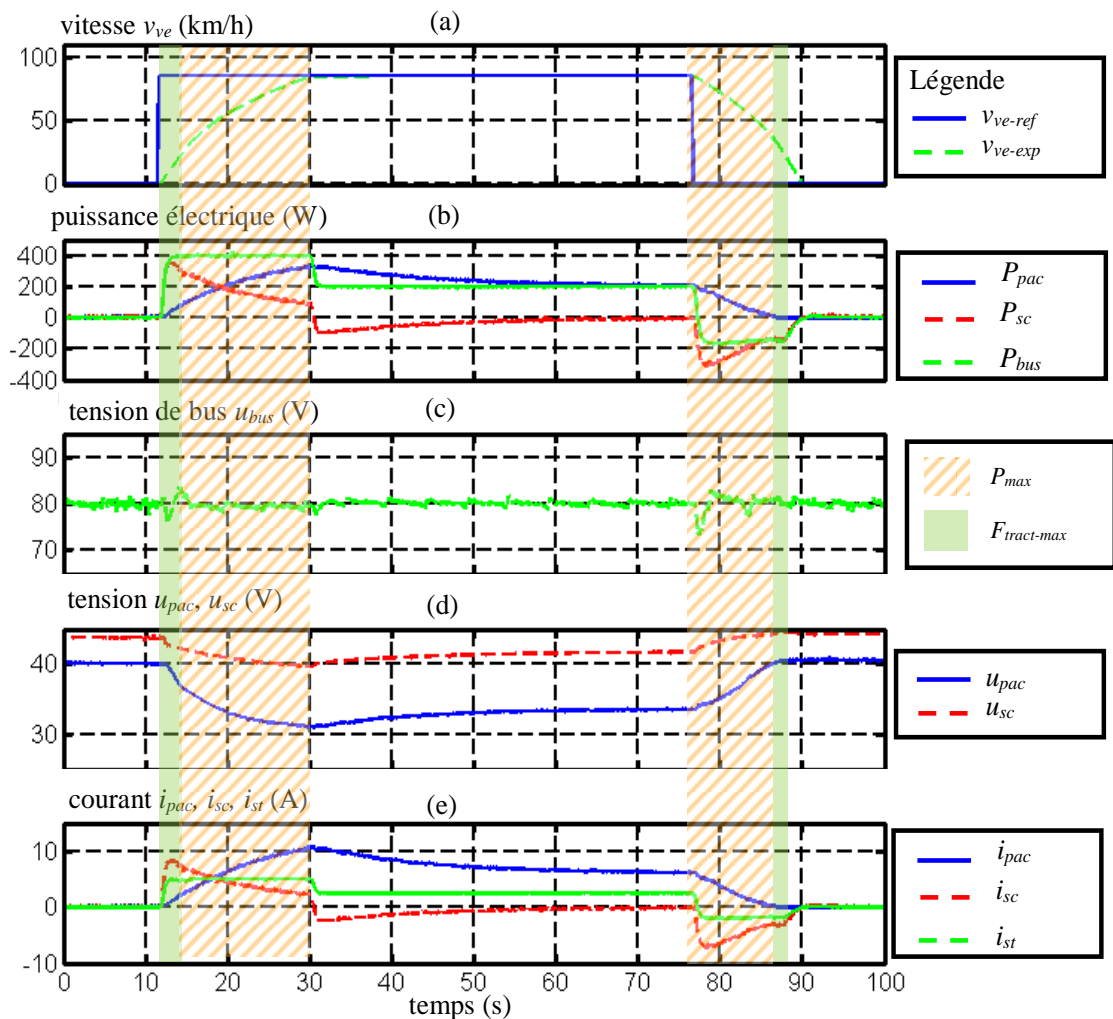 vitesse v_ve (km/h)
(a)
100
50
0
Légende
v_ve-ref
v_ve-exp
puissance électrique (W)
(b)
400
200
0
-200
-400
P_pac
P_sc
P_bus
tension de bus u_bus (V)
(c)
90
80
70
P_max
F_tract-max
tension u_pac, u_sc (V)
(d)
40
30
u_pac
u_sc
courant i_pac, i_sc, i_st (A)
(e)
10
0
-10
i_pac
i_sc
i_st
0 10 20 30 40 50 60 70 80 90 100
temps (s)